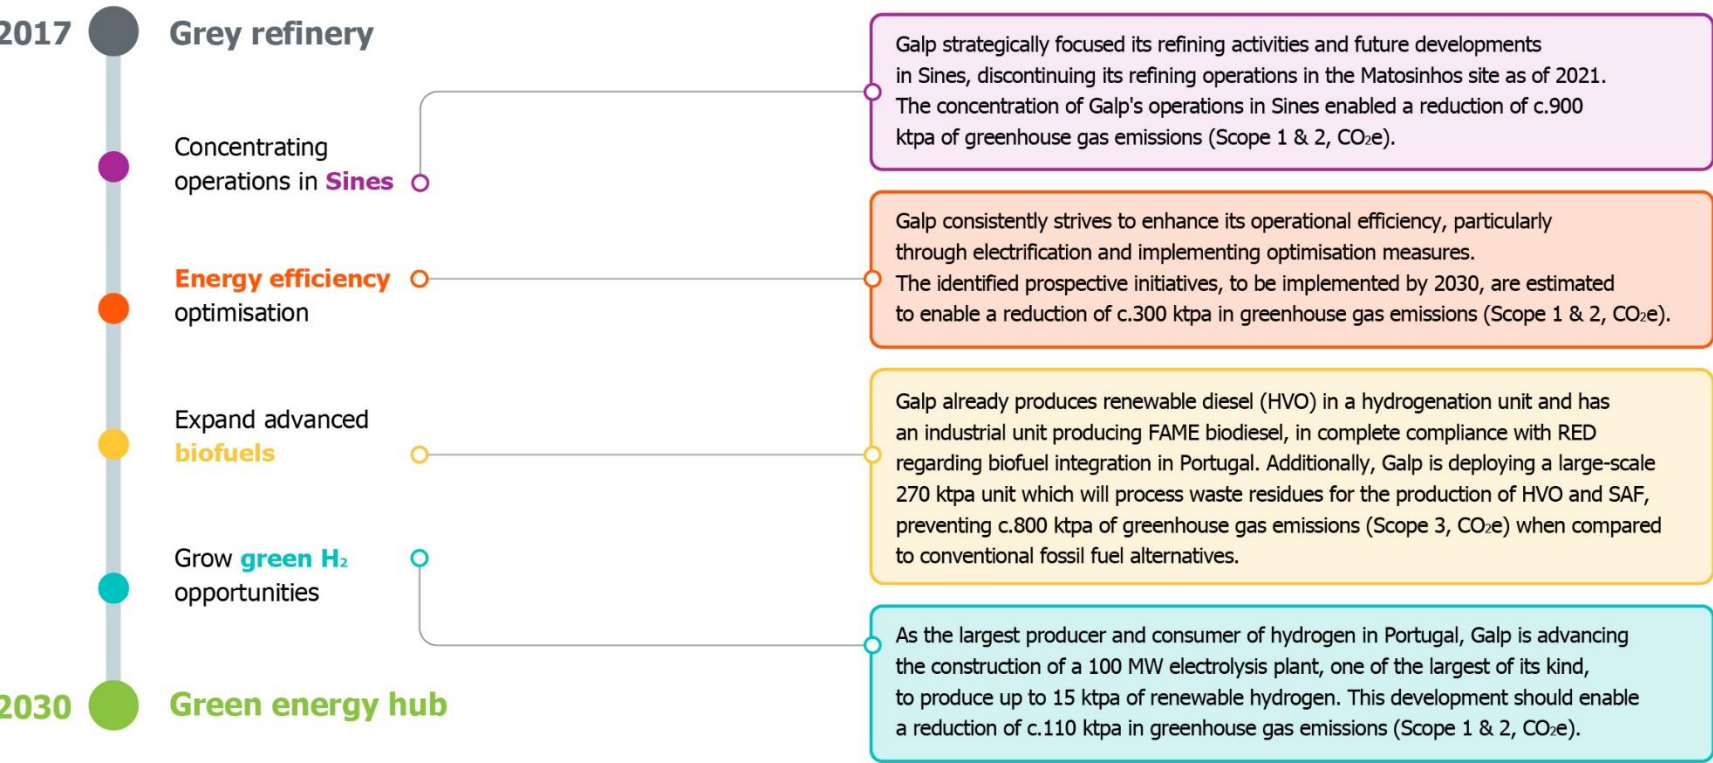 2017
Grey refinery
Concentrating
operations in Sines
Galp strategically focused its refining activities and future developments
in Sines, discontinuing its refining operations in the Matosinhos site as of 2021.
The concentration of Galp's operations in Sines enabled a reduction of c.900
ktpa of greenhouse gas emissions (Scope 1 & 2, CO₂e).
Energy efficiency
optimisation
Galp consistently strives to enhance its operational efficiency, particularly
through electrification and implementing optimisation measures.
The identified prospective initiatives, to be implemented by 2030, are estimated
to enable a reduction of c.300 ktpa in greenhouse gas emissions (Scope 1 & 2, CO₂e).
Expand advanced
biofuels
Galp already produces renewable diesel (HVO) in a hydrogenation unit and has
an industrial unit producing FAME biodiesel, in complete compliance with RED
regarding biofuel integration in Portugal. Additionally, Galp is deploying a large-scale
270 ktpa unit which will process waste residues for the production of HVO and SAF,
preventing c.800 ktpa of greenhouse gas emissions (Scope 3, CO₂e) when compared
to conventional fossil fuel alternatives.
Grow green H₂
opportunities
As the largest producer and consumer of hydrogen in Portugal, Galp is advancing
the construction of a 100 MW electrolysis plant, one of the largest of its kind,
to produce up to 15 ktpa of renewable hydrogen. This development should enable
a reduction of c.110 ktpa in greenhouse gas emissions (Scope 1 & 2, CO₂e).
2030
Green energy hub